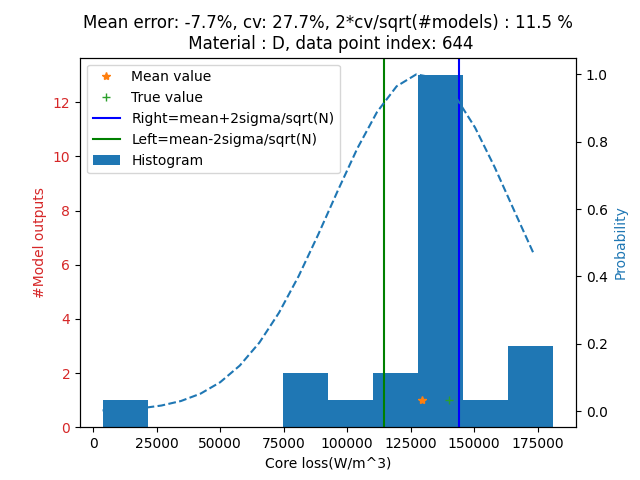 Mean error: -7.7%, cv: 27.7%, 2*cv/sqrt(#models) : 11.5 %
Material : D, data point index: 644
Mean value
True value
Right=mean+2sigma/sqrt(N)
Left=mean-2sigma/sqrt(N)
Histogram
12
10
8
6
4
2
0
#Model outputs
1.0
0.8
0.6
0.4
0.2
0.0
Probability
0 25000 50000 75000 100000 125000 150000 175000
Core loss(W/m^3)